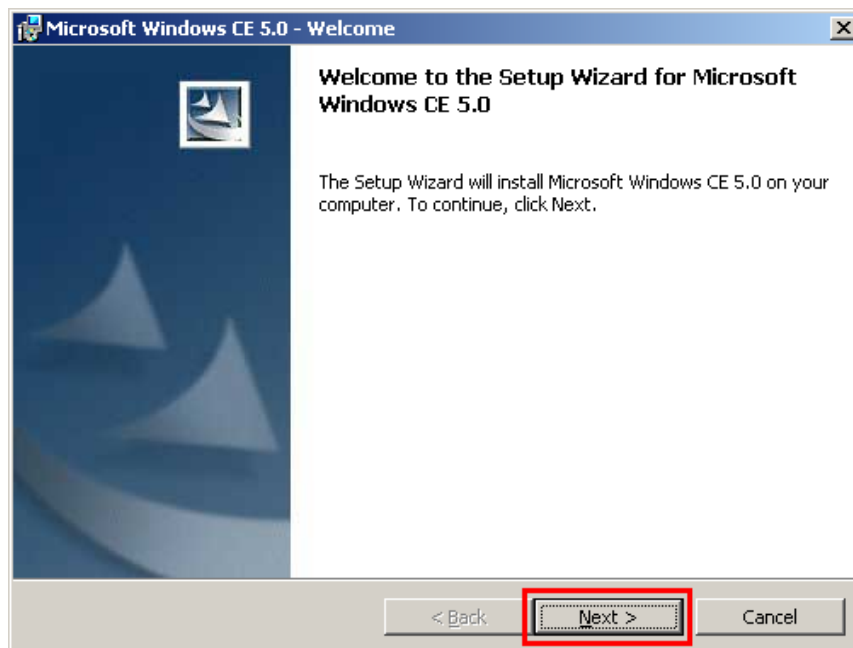 Microsoft Windows CE 5.0 - Welcome
Welcome to the Setup Wizard for Microsoft
Windows CE 5.0
The Setup Wizard will install Microsoft Windows CE 5.0 on your
computer. To continue, click Next.
< Back
Next >
Cancel